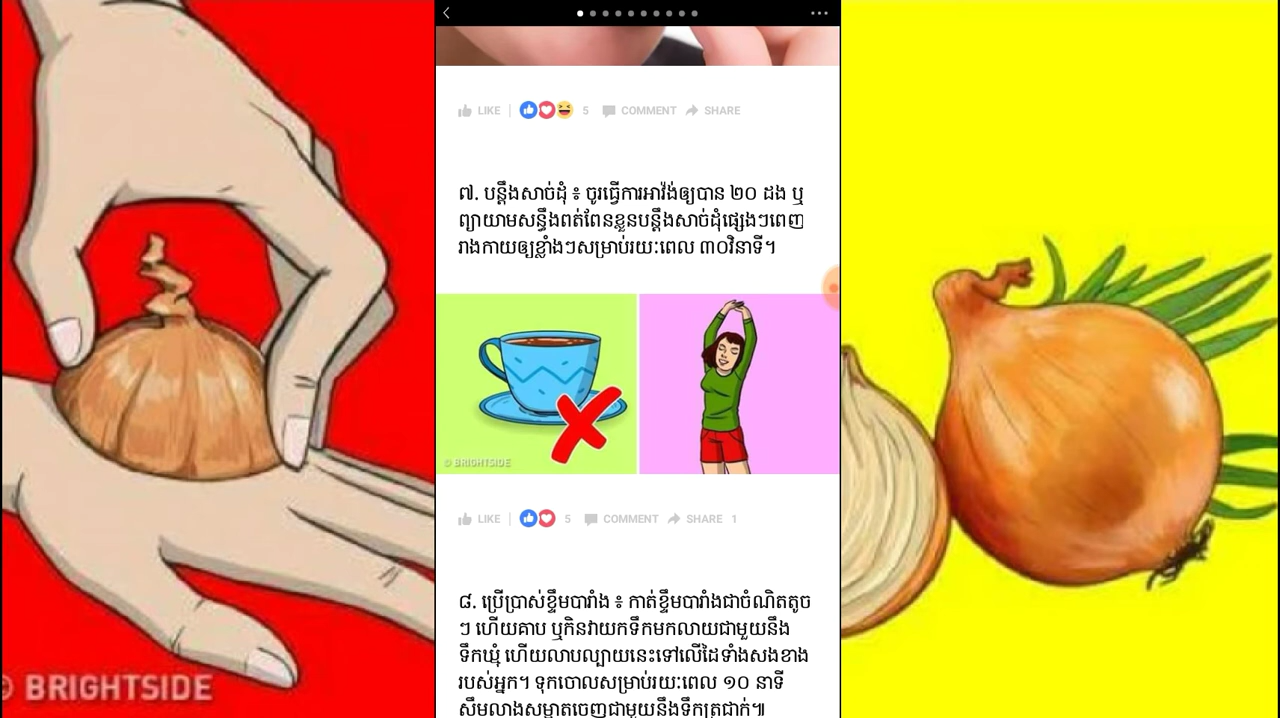 LIKE 5 COMMENT SHARE
៧. បន្តឹងសាច់ដុំ ៖ ចូរធ្វើការអាវ៉ង់ឲ្យបាន ២០ ដង ឬ
ព្យាយាមសន្ធឹងពត់ពែនខ្លួនបន្តឹងសាច់ដុំផ្សេងៗពេញ
រាងកាយឲ្យខ្លាំងៗសម្រាប់រយៈពេល ៣០វិនាទី។
© BRIGHTSIDE
LIKE 5 COMMENT SHARE 1
៨. ប្រើប្រាស់ខ្ទឹមបារាំង ៖ កាត់ខ្ទឹមបារាំងជាចំណិតតូច
ៗ ហើយគាប ឬកិនវាយកទឹកមកលាយជាមួយនឹង
ទឹកឃ្មុំ ហើយលាបល្បាយនេះទៅលើដៃទាំងសងខាង
របស់អ្នក។ ទុកចោលសម្រាប់រយៈពេល ១០ នាទី
សឹមលាងសម្អាតចេញជាមួយនឹងទឹកត្រជាក់៕
© BRIGHTSIDE